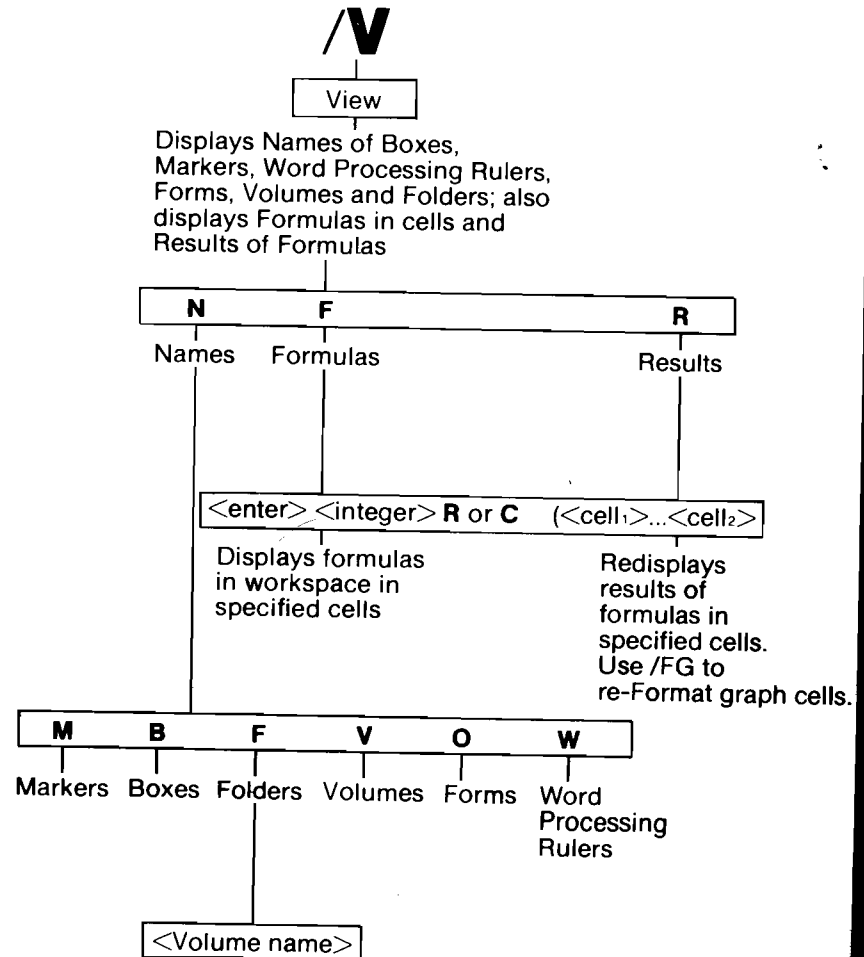 /V
View
Displays Names of Boxes,
Markers, Word Processing Rulers,
Forms, Volumes and Folders; also
displays Formulas in cells and
Results of Formulas
N F R
Names Formulas Results
<enter> <integer> R or C (<cell₁>...<cell₂>
Displays formulas
in workspace in
specified cells
Redisplays
results of
formulas in
specified cells.
Use /FG to
re-Format graph cells.
M B F V O W
Markers Boxes Folders Volumes Forms Word
Processing
Rulers
<Volume name>